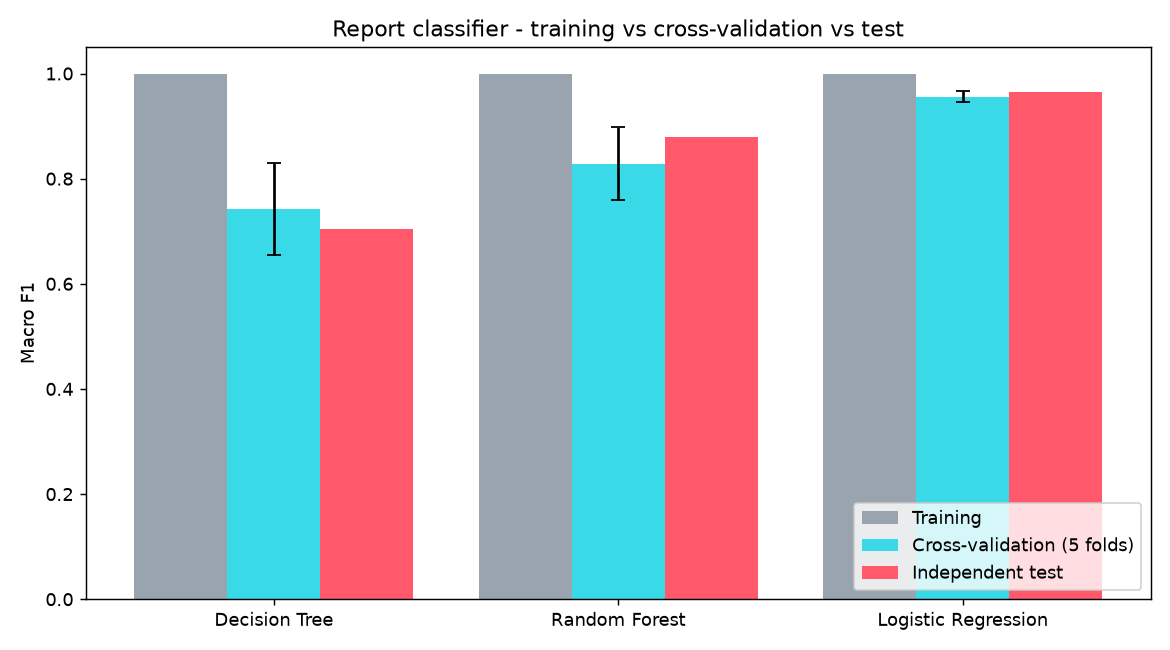 Report classifier - training vs cross-validation vs test
Macro F1
1.0
0.8
0.6
0.4
0.2
0.0
Decision Tree
Random Forest
Logistic Regression
Training
Cross-validation (5 folds)
Independent test